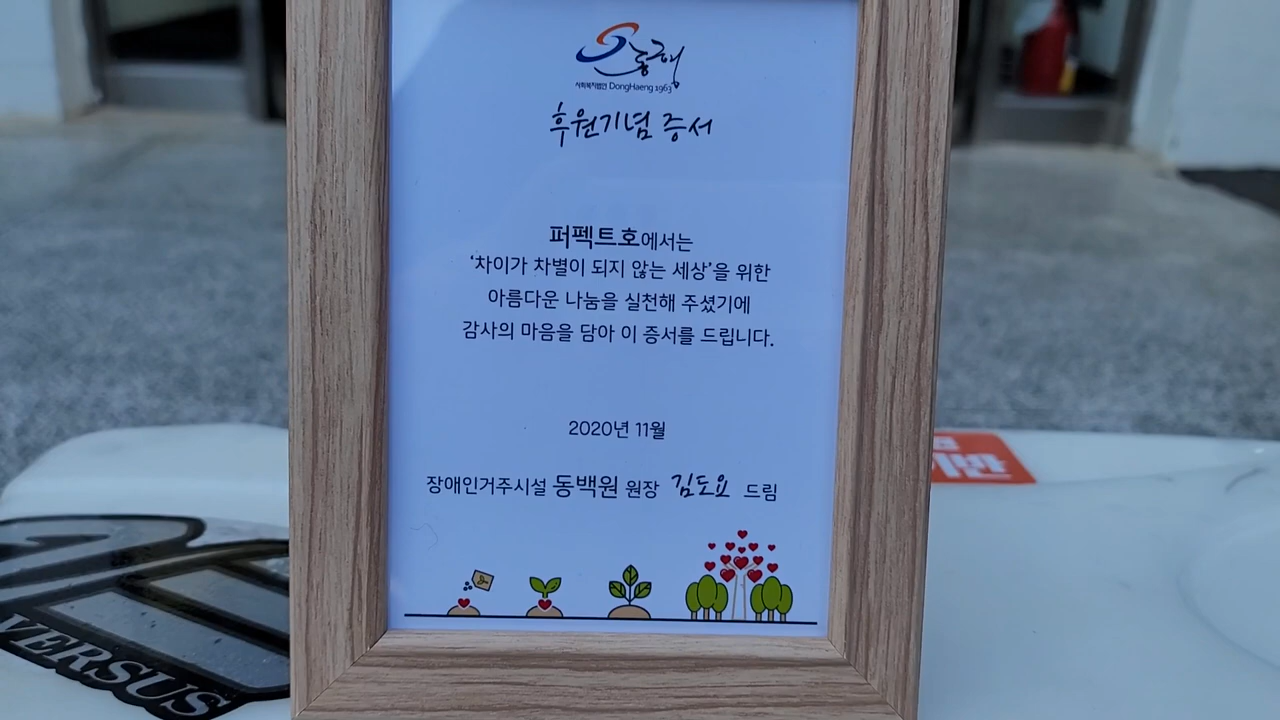 동행
사회복지법인 DongHaeng 1963
후원기념 증서
퍼펙트호에서는
'차이가 차별이 되지 않는 세상'을 위한
아름다운 나눔을 실천해 주셨기에
감사의 마음을 담아 이 증서를 드립니다.
2020년 11월
장애인거주시설 동백원 원장 김도요 드림
VERSUS